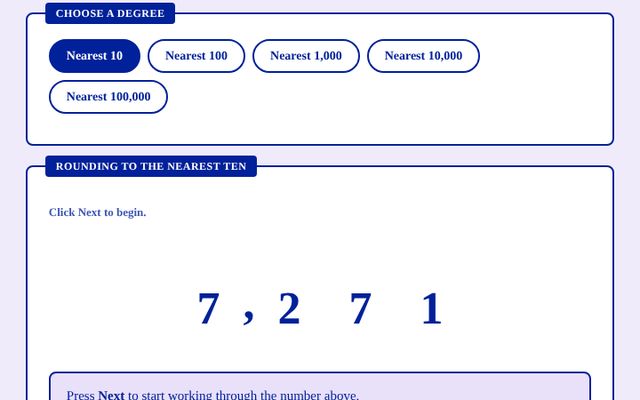 CHOOSE A DEGREE
Nearest 10 Nearest 100 Nearest 1,000 Nearest 10,000
Nearest 100,000
ROUNDING TO THE NEAREST TEN
Click Next to begin.
7 , 2 7 1
Press Next to start working through the number above.